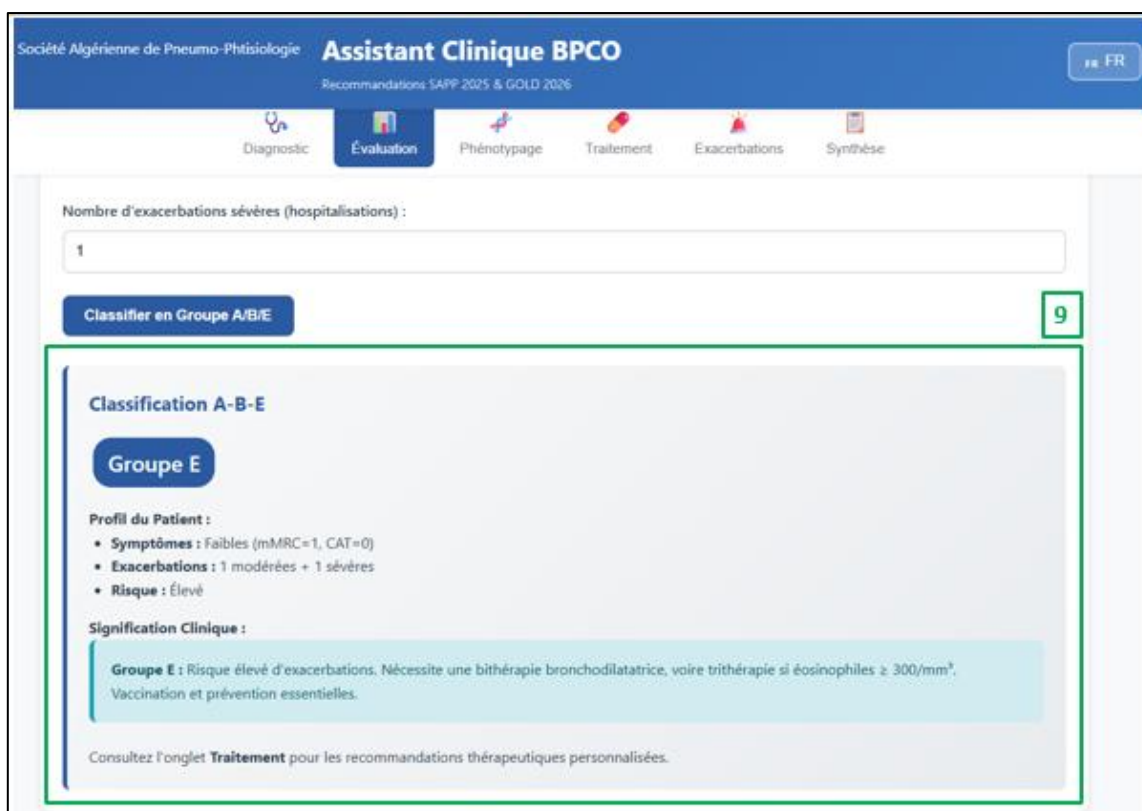 Société Algérienne de Pneumo-Phtisiologie
Assistant Clinique BPCO
Recommandations SAPP 2025 & GOLD 2026
FR FR
Diagnostic
Évaluation
Phénotypage
Traitement
Exacerbations
Synthèse
Nombre d'exacerbations sévères (hospitalisations) :
1
Classifier en Groupe A/B/E
9
Classification A-B-E
Groupe E
Profil du Patient :
• Symptômes : Faibles (mMRC=1, CAT=0)
• Exacerbations : 1 modérées + 1 sévères
• Risque : Élevé
Signification Clinique :
Groupe E : Risque élevé d'exacerbations. Nécessite une bithérapie bronchodilatatrice, voire trithérapie si éosinophiles ≥ 300/mm³.
Vaccination et prévention essentielles.
Consultez l'onglet Traitement pour les recommandations thérapeutiques personnalisées.